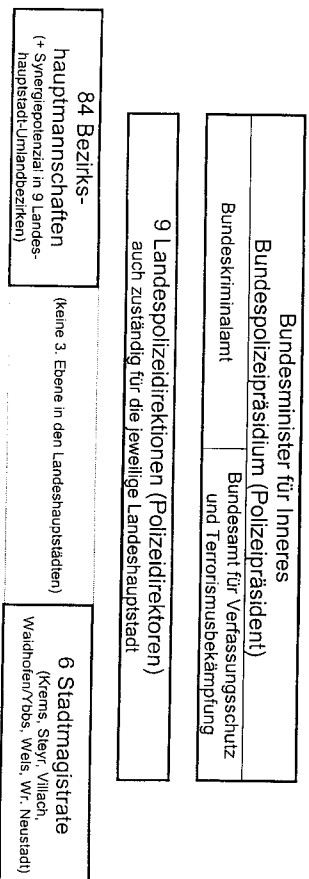 Bundesminister für Inneres
Bundespolizeipräsidium (Polizeipräsident)
Bundeskriminalamt
Bundesamt für Verfassungsschutz
und Terrorismusbekämpfung
9 Landespolizeidirektionen (Polizeidirektoren)
auch zuständig für die jeweilige Landeshauptstadt
84 Bezirks-
hauptmannschaften
(+ Synergiepotenzial in 9 Landes-
hauptstadt-Umlandbezirken)
(keine 3. Ebene in den Landeshauptstädten)
6 Stadtmagistrate
(Krems, Steyr, Villach,
Waidhofen/Ybbs, Wels, Wr. Neustadt)